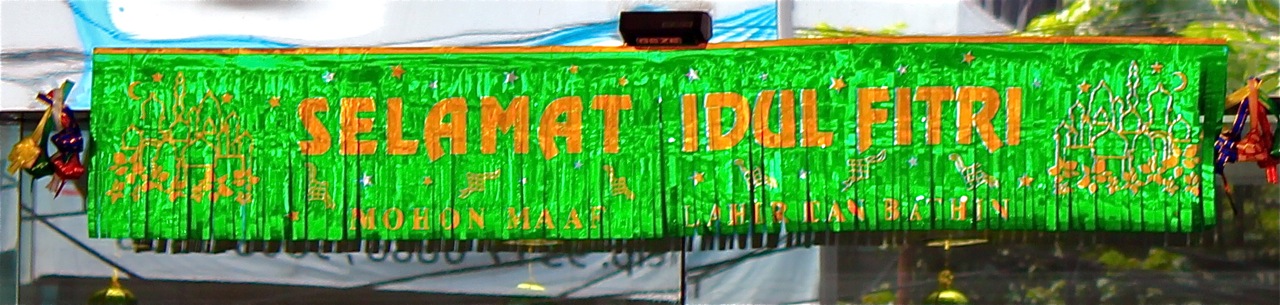 SELAMAT IDUL FITRI
MOHON MAAF LAHIR DAN BATHIN